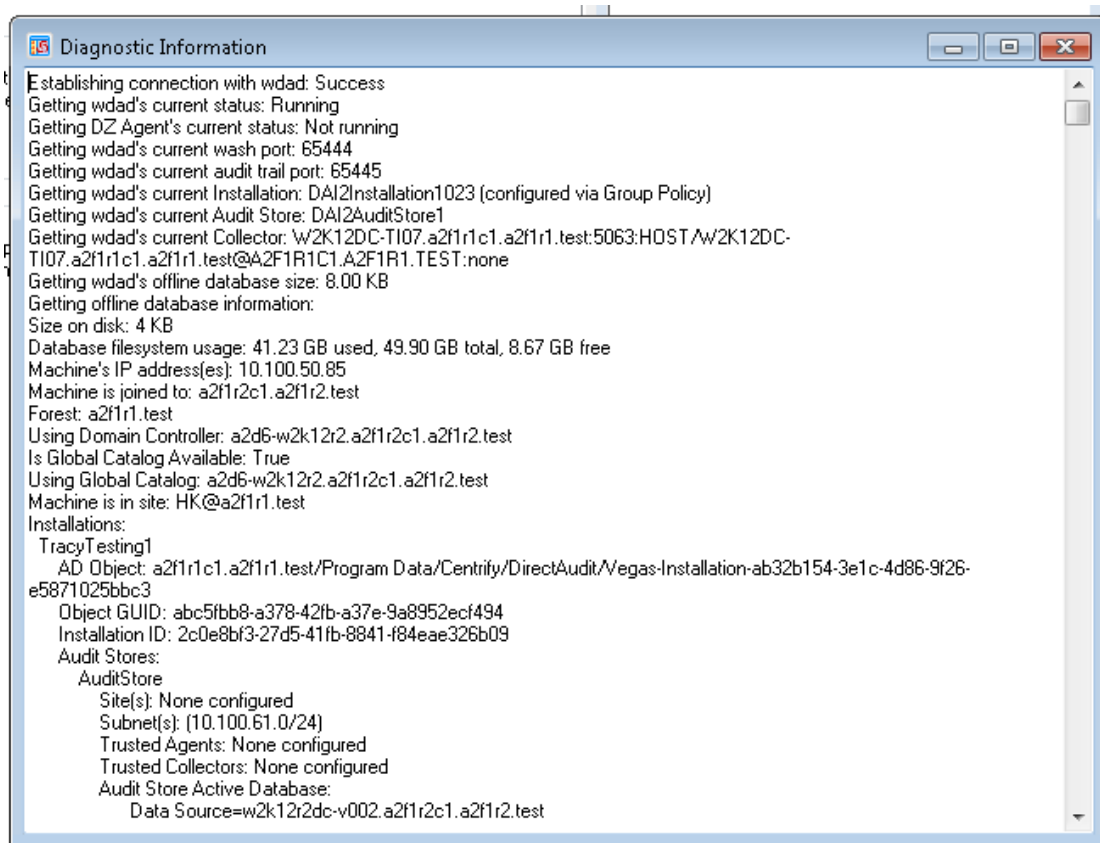 Diagnostic Information
Establishing connection with wdad: Success
Getting wdad's current status: Running
Getting DZ Agent's current status: Not running
Getting wdad's current wash port: 65444
Getting wdad's current audit trail port: 65445
Getting wdad's current Installation: DAI2Installation1023 (configured via Group Policy)
Getting wdad's current Audit Store: DAI2AuditStore1
Getting wdad's current Collector: W2K12DC-TI07.a2f1r1c1.a2f1r1.test:5063:HOST/W2K12DC-
TI07.a2f1r1c1.a2f1r1.test@A2F1R1C1.A2F1R1.TEST:none
Getting wdad's offline database size: 8.00 KB
Getting offline database information:
Size on disk: 4 KB
Database filesystem usage: 41.23 GB used, 49.90 GB total, 8.67 GB free
Machine's IP address(es): 10.100.50.85
Machine is joined to: a2f1r2c1.a2f1r2.test
Forest: a2f1r1.test
Using Domain Controller: a2d6-w2k12r2.a2f1r2c1.a2f1r2.test
Is Global Catalog Available: True
Using Global Catalog: a2d6-w2k12r2.a2f1r2c1.a2f1r2.test
Machine is in site: HK@a2f1r1.test
Installations:
TracyTesting1
AD Object: a2f1r1c1.a2f1r1.test/Program Data/Centrify/DirectAudit/Vegas-Installation-ab32b154-3e1c-4d86-9f26-
e5871025bbc3
Object GUID: abc5fbb8-a378-42fb-a37e-9a8952ecf494
Installation ID: 2c0e8bf3-27d5-41fb-8841-f84eae326b09
Audit Stores:
AuditStore
Site(s): None configured
Subnet(s): (10.100.61.0/24)
Trusted Agents: None configured
Trusted Collectors: None configured
Audit Store Active Database:
Data Source=w2k12r2dc-v002.a2f1r2c1.a2f1r2.test